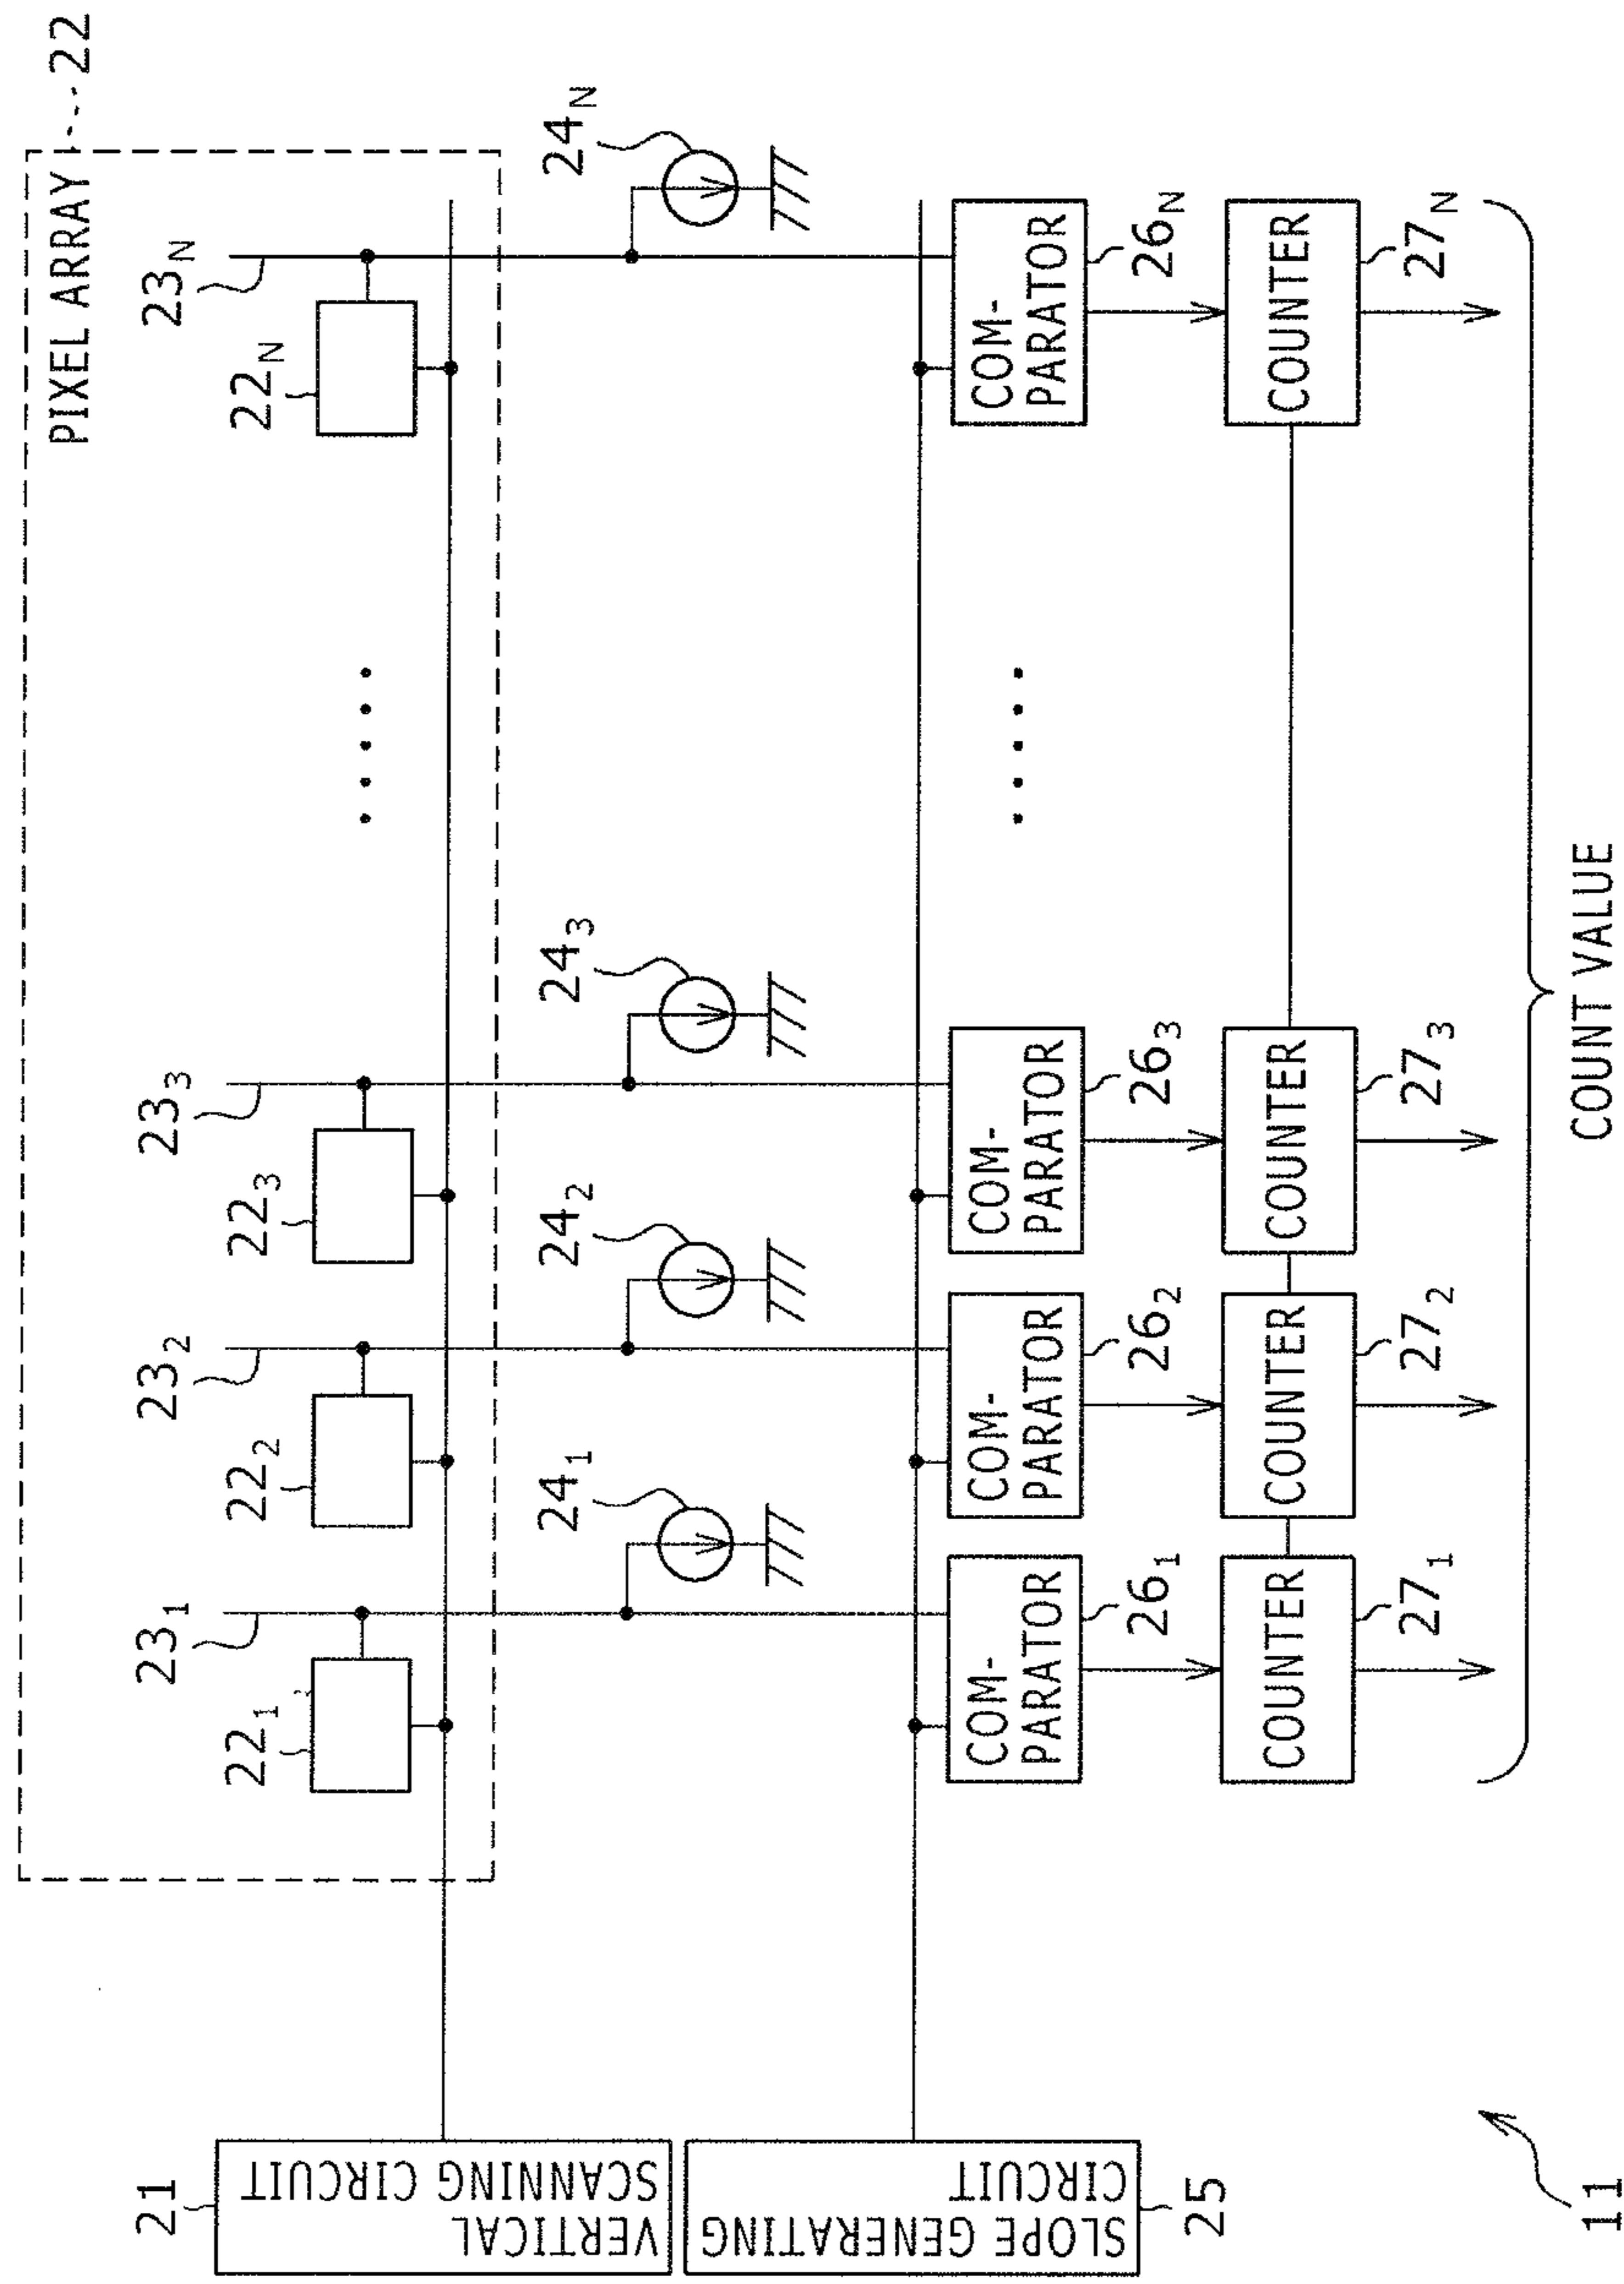 PIXEL ARRAY
22
23₁
23₂
23₃
23N
22₁
22₂
22₃
22N
24₁
24₂
24₃
24N
21
VERTICAL
SCANNING CIRCUIT
SLOPE GENERATING
CIRCUIT
25
COM-
PARATOR
COM-
PARATOR
COM-
PARATOR
COM-
PARATOR
26₁
26₂
26₃
26N
COUNTER
COUNTER
COUNTER
COUNTER
27₁
27₂
27₃
27N
COUNT VALUE
11